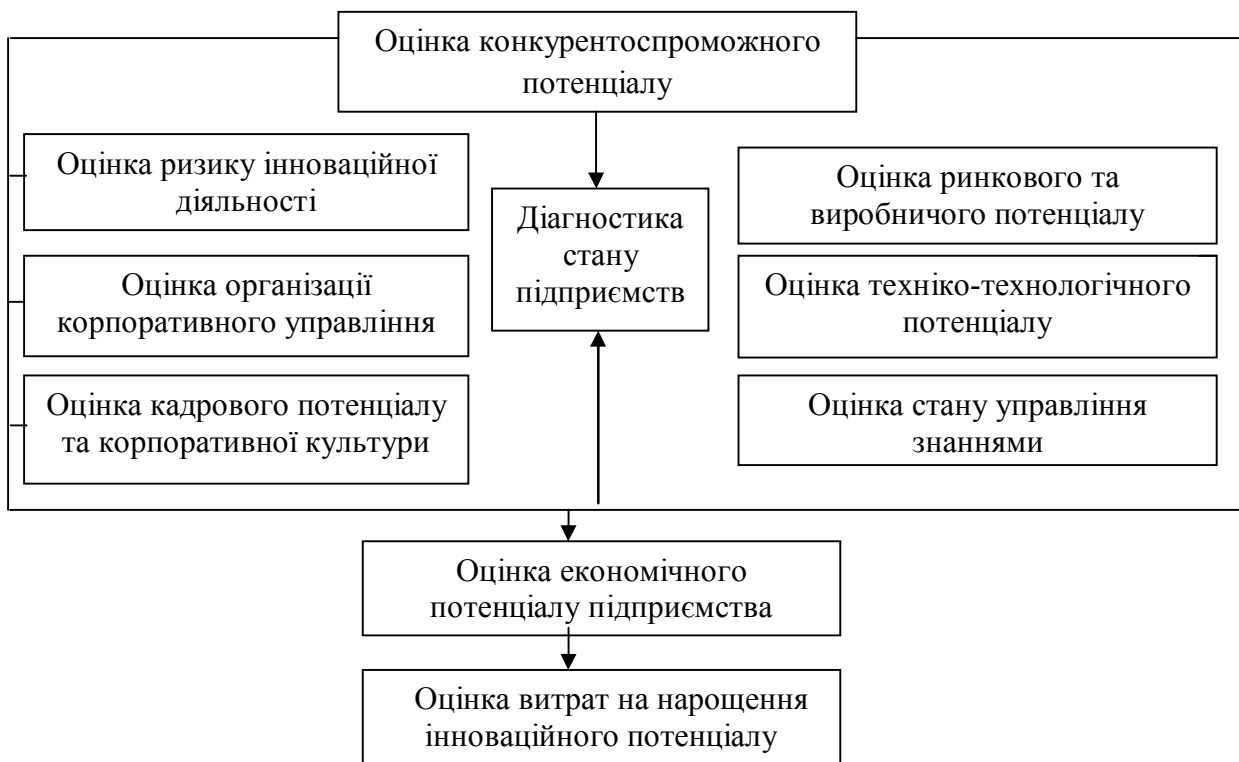 Оцінка конкурентоспроможного
потенціалу
Оцінка ризику інноваційної
діяльності
Оцінка організації
корпоративного управління
Оцінка кадрового потенціалу
та корпоративної культури
Діагностика
стану
підприємств
Оцінка ринкового та
виробничого потенціалу
Оцінка техніко-технологічного
потенціалу
Оцінка стану управління
знаннями
Оцінка економічного
потенціалу підприємства
Оцінка витрат на нарощення
інноваційного потенціалу